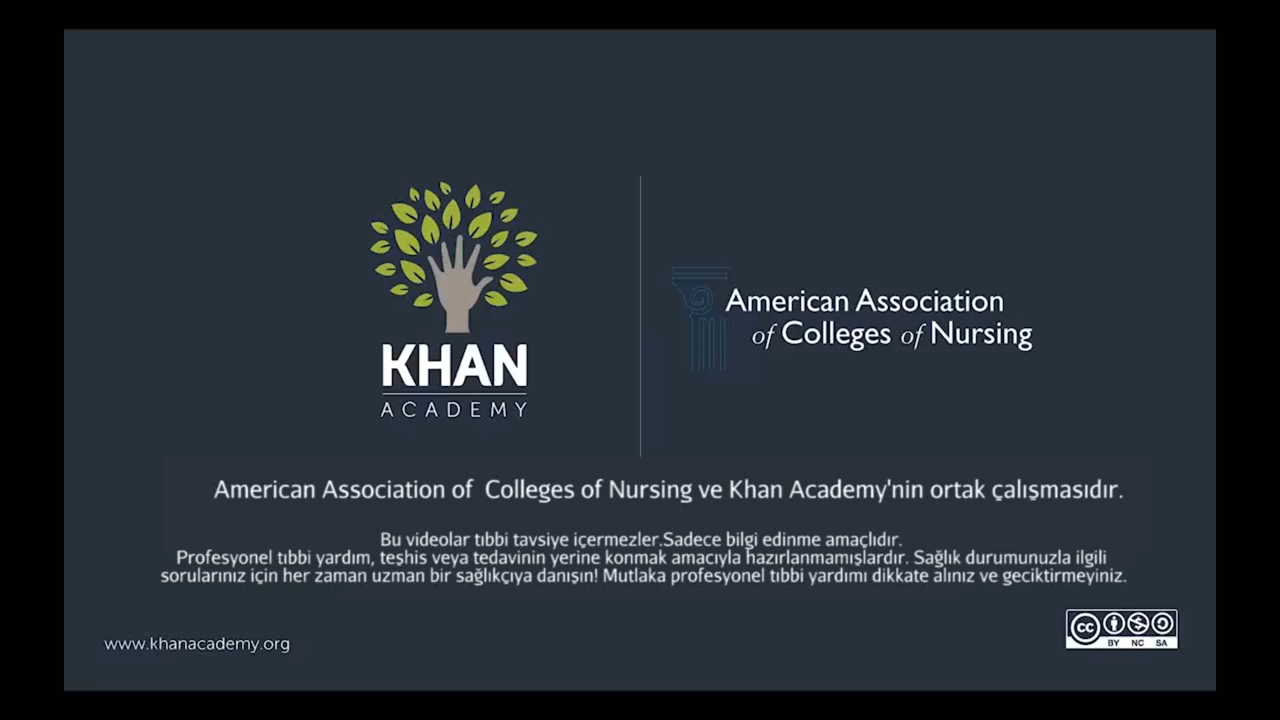 KHAN
ACADEMY
American Association
of Colleges of Nursing
American Association of Colleges of Nursing ve Khan Academy'nin ortak çalışmasıdır.
Bu videolar tıbbi tavsiye içermezler.Sadece bilgi edinme amaçlıdır.
Profesyonel tıbbi yardım, teşhis veya tedavinin yerine konmak amacıyla hazırlanmamışlardır. Sağlık durumunuzla ilgili
sorularınız için her zaman uzman bir sağlıkçıya danışın! Mutlaka profesyonel tıbbi yardımı dikkate alınız ve geciktirmeyiniz.
www.khanacademy.org
cc
BY NC SA